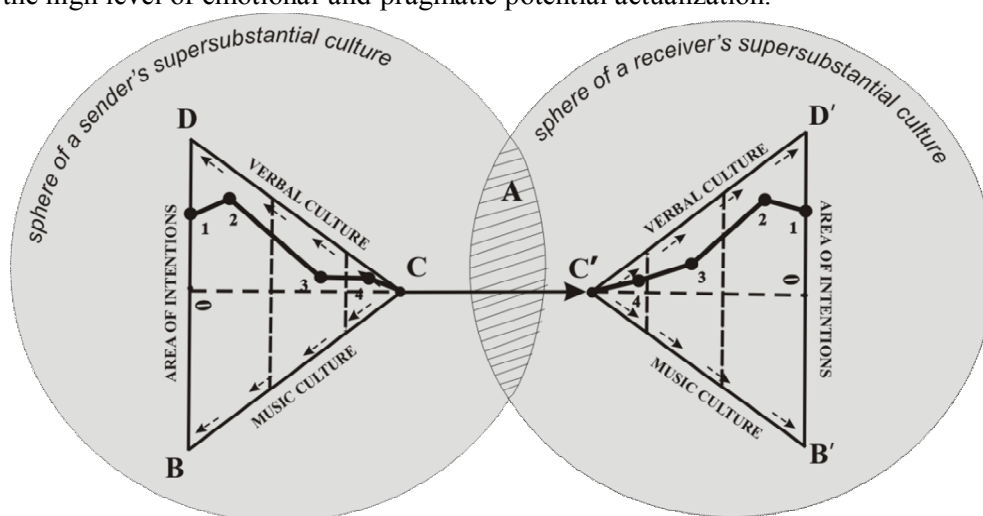 the high level of emotional and pragmatic potential actualization.
sphere of a sender's supersubstantial culture
sphere of a receiver's supersubstantial culture
D
D'
VERBAL CULTURE
VERBAL CULTURE
A
1
2
2
1
AREA OF INTENTIONS
AREA OF INTENTIONS
C
C'
3
4
3
4
0
0
MUSIC CULTURE
MUSIC CULTURE
B
B'